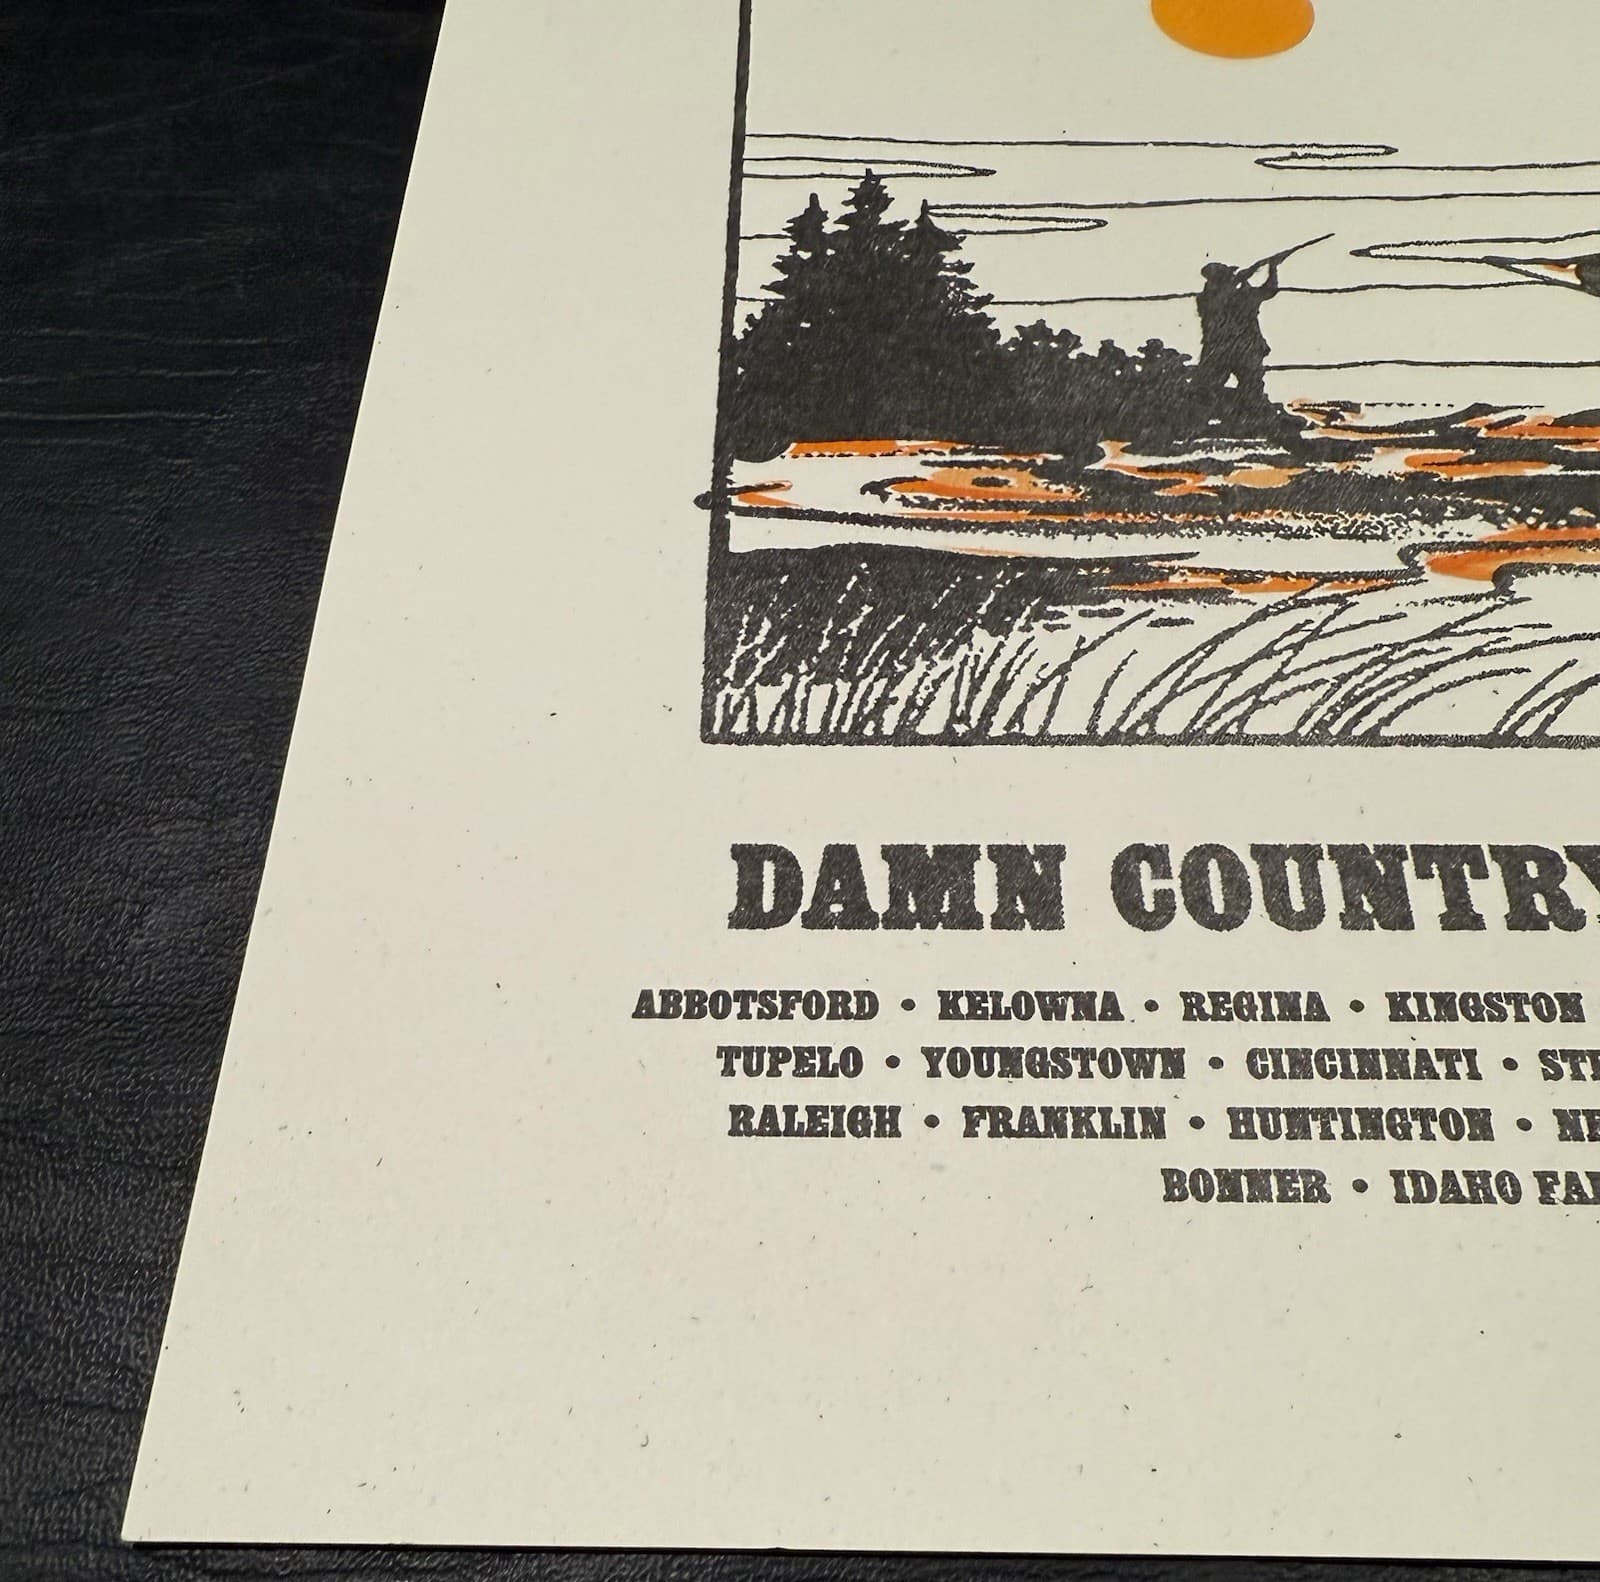 DAMN COUNTRY
ABBOTSFORD • KELOWNA • REGINA • KINGSTON
TUPELO • YOUNGSTOWN • CINCINNATI •
RALEIGH • FRANKLIN • HUNTINGTON •
BONNER • IDAHO